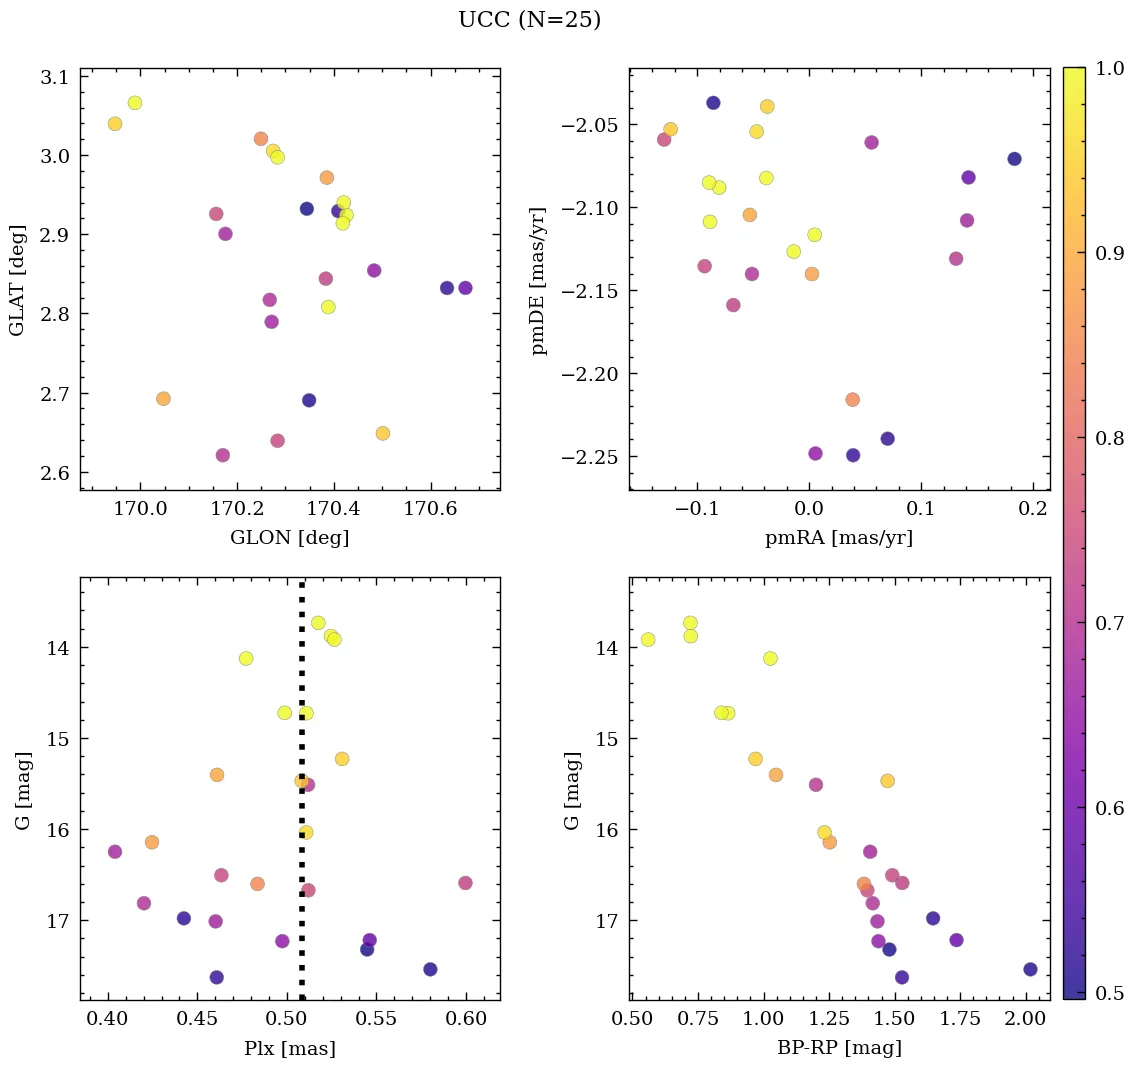 UCC (N=25)
3.1
3.0
2.9
2.8
2.7
2.6
GLAT [deg]
170.0 170.2 170.4 170.6
GLON [deg]
−2.05
−2.10
−2.15
−2.20
−2.25
pmDE [mas/yr]
−0.1 0.0 0.1 0.2
pmRA [mas/yr]
14
15
16
17
G [mag]
0.40 0.45 0.50 0.55 0.60
Plx [mas]
14
15
16
17
G [mag]
0.50 0.75 1.00 1.25 1.50 1.75 2.00
BP-RP [mag]
1.0
0.9
0.8
0.7
0.6
0.5